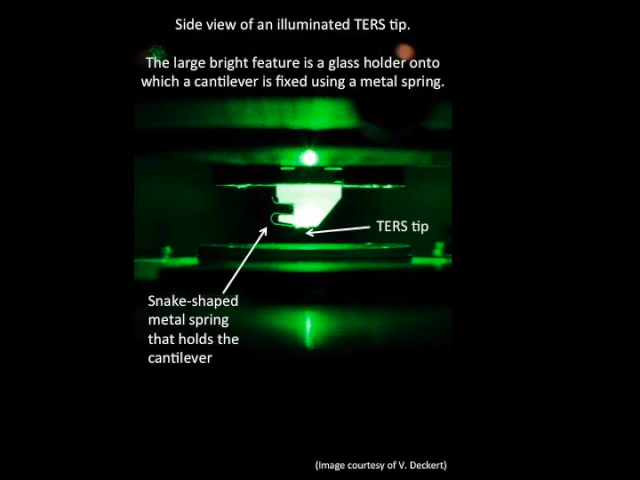 Side view of an illuminated TERS tip.
The large bright feature is a glass holder onto
which a cantilever is fixed using a metal spring.
TERS tip
Snake-shaped
metal spring
that holds the
cantilever
(Image courtesy of V. Deckert)